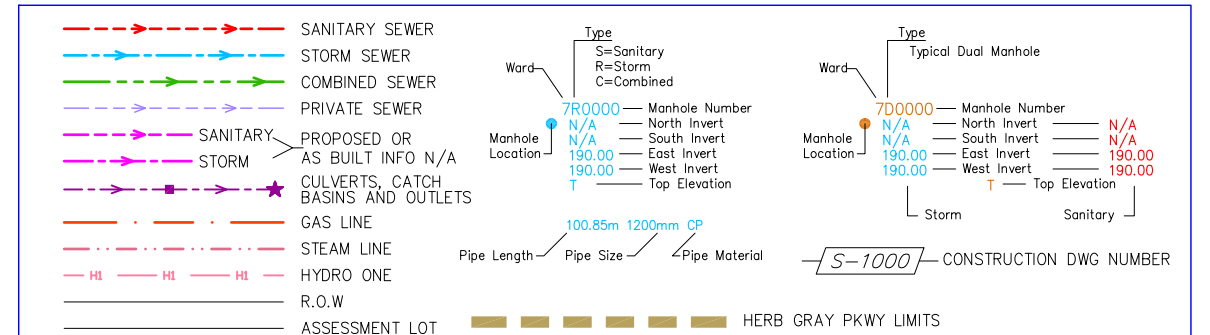 SANITARY SEWER
STORM SEWER
COMBINED SEWER
PRIVATE SEWER
SANITARY
STORM
PROPOSED OR
AS BUILT INFO N/A
CULVERTS, CATCH
BASINS AND OUTLETS
GAS LINE
STEAM LINE
H1 H1 H1 HYDRO ONE
R.O.W
ASSESSMENT LOT
Type
S=Sanitary
R=Storm
C=Combined
Ward
7R0000 Manhole Number
N/A North Invert
N/A South Invert
190.00 East Invert
190.00 West Invert
T Top Elevation
Manhole
Location
100.85m 1200mm CP
Pipe Length Pipe Size Pipe Material
Type
Typical Dual Manhole
Ward
7D0000 Manhole Number
N/A North Invert N/A
N/A South Invert N/A
190.00 East Invert 190.00
190.00 West Invert 190.00
T Top Elevation
Manhole
Location
Storm Sanitary
S-1000 CONSTRUCTION DWG NUMBER
HERB GRAY PKWY LIMITS